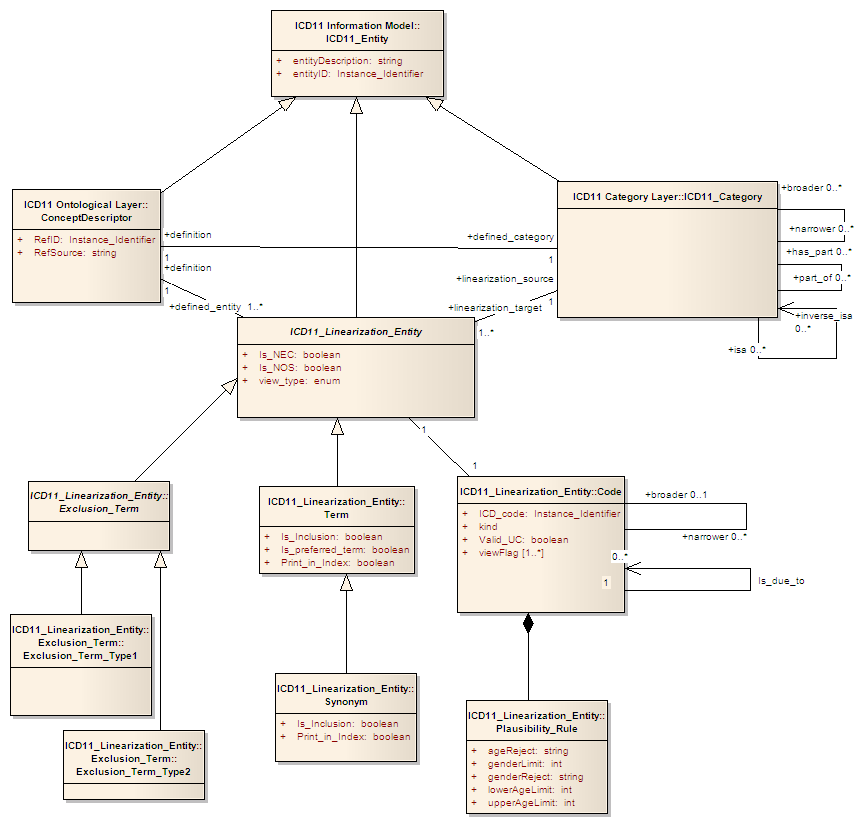 ICD11 Information Model::
ICD11_Entity
+ entityDescription: string
+ entityID: Instance_Identifier
ICD11 Ontological Layer::
ConceptDescriptor
+ RefID: Instance_Identifier
+ RefSource: string
ICD11 Category Layer::ICD11_Category
+broader 0..*
+narrower 0..*
+has_part 0..*
+part_of 0..*
+inverse_isa
0..*
+isa 0..*
+definition
1
+defined_category
1
+definition
1
+defined_entity 1..*
+linearization_source
1
+linearization_target
1..*
ICD11_Linearization_Entity
+ Is_NEC: boolean
+ Is_NOS: boolean
+ view_type: enum
1
1
ICD11_Linearization_Entity::
Exclusion_Term
ICD11_Linearization_Entity::
Term
+ Is_Inclusion: boolean
+ Is_preferred_term: boolean
+ Print_in_Index: boolean
ICD11_Linearization_Entity::Code
+ ICD_code: Instance_Identifier
+ kind
+ Valid_UC: boolean
+ viewFlag [1..*]
+broader 0..1
+narrower 0..*
0..*
1
Is_due_to
ICD11_Linearization_Entity::
Exclusion_Term::
Exclusion_Term_Type1
ICD11_Linearization_Entity::
Exclusion_Term::
Exclusion_Term_Type2
ICD11_Linearization_Entity::
Synonym
+ Is_Inclusion: boolean
+ Print_in_Index: boolean
ICD11_Linearization_Entity::
Plausibility_Rule
+ ageReject: string
+ genderLimit: int
+ genderReject: string
+ lowerAgeLimit: int
+ upperAgeLimit: int